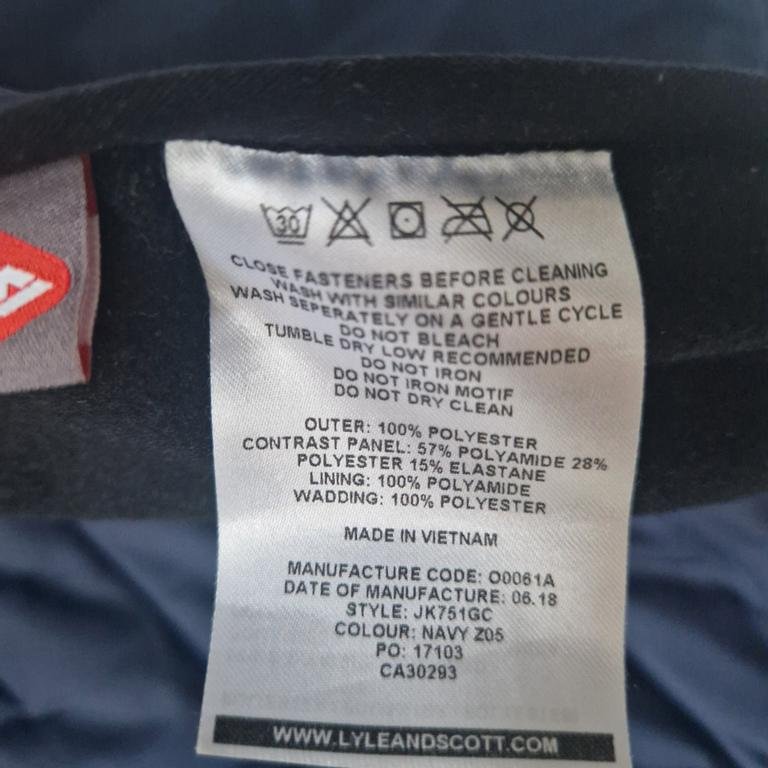 30
CLOSE FASTENERS BEFORE CLEANING
WASH WITH SIMILAR COLOURS
WASH SEPERATELY ON A GENTLE CYCLE
DO NOT BLEACH
TUMBLE DRY LOW RECOMMENDED
DO NOT IRON
DO NOT IRON MOTIF
DO NOT DRY CLEAN
OUTER: 100% POLYESTER
CONTRAST PANEL: 57% POLYAMIDE 28%
POLYESTER 15% ELASTANE
LINING: 100% POLYAMIDE
WADDING: 100% POLYESTER
MADE IN VIETNAM
MANUFACTURE CODE: O0061A
DATE OF MANUFACTURE: 06.18
STYLE: JK751GC
COLOUR: NAVY Z05
PO: 17103
CA30293
WWW.LYLEANDSCOTT.COM